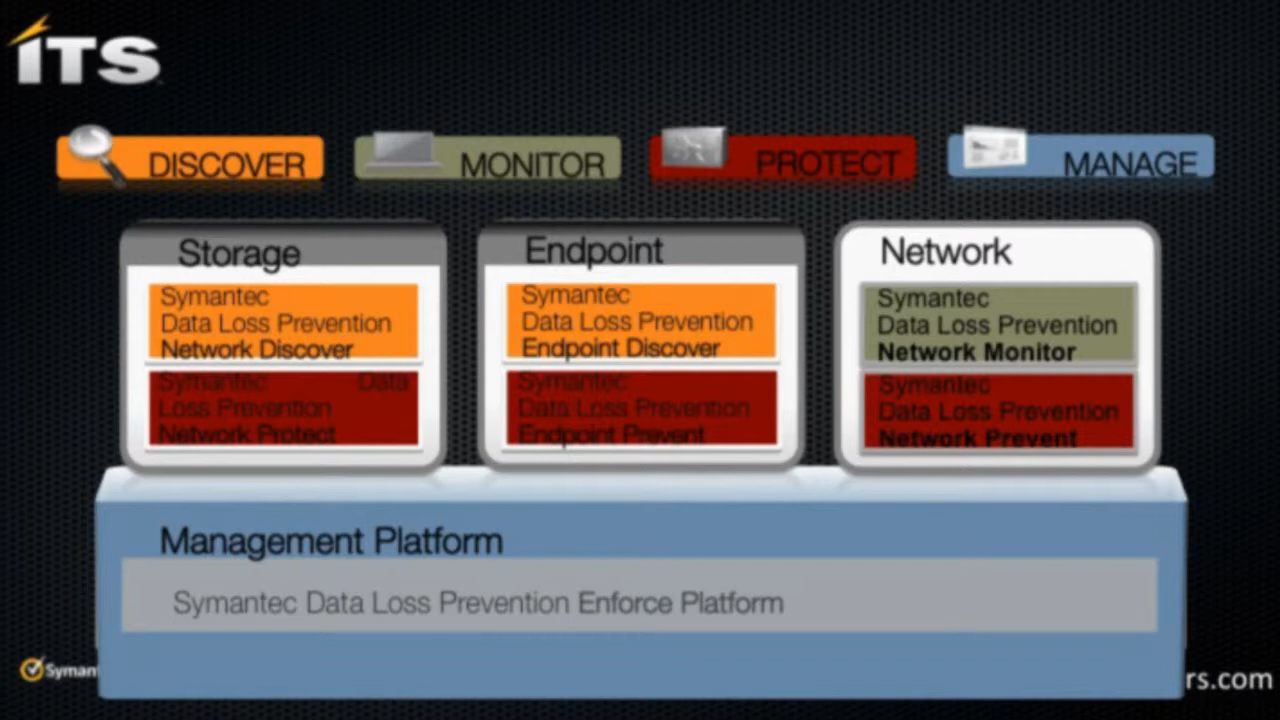 ITS
DISCOVER
MONITOR
PROTECT
MANAGE
Storage
Symantec
Data Loss Prevention
Network Discover
Symantec Data
Loss Prevention
Network Protect
Endpoint
Symantec
Data Loss Prevention
Endpoint Discover
Symantec
Data Loss Prevention
Endpoint Prevent
Network
Symantec
Data Loss Prevention
Network Monitor
Symantec
Data Loss Prevention
Network Prevent
Management Platform
Symantec Data Loss Prevention Enforce Platform
Syman
rs.com